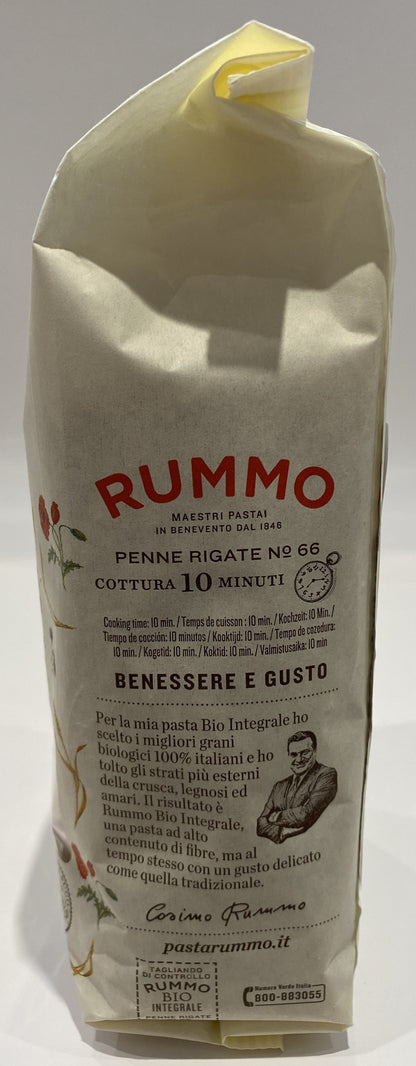 RUMMO
MAESTRI PASTAI
IN BENEVENTO DAL 1846
PENNE RIGATE Nº 66
COTTURA 10 MINUTI
Cooking time: 10 min. / Temps de cuisson : 10 min. / Kochzeit: 10 Min. /
Tiempo de cocción: 10 minutos / Kooktijd: 10 min. / Tempo de cozedura:
10 min. / Kogetid: 10 min. / Koktid: 10 min. / Valmistusaika: 10 min
BENESSERE E GUSTO
Per la mia pasta Bio Integrale ho
scelto i migliori grani
biologici 100% italiani e ho
tolto gli strati più esterni
della crusca, legnosi ed
amari. Il risultato è
Rummo Bio Integrale,
una pasta ad alto
contenuto di fibre, ma al
tempo stesso con un gusto delicato
come quella tradizionale.
Cosimo Rummo
pastarummo.it
TAGLIANDO
DI CONTROLLO
RUMMO
BIO
INTEGRALE
PENNE RIGATE
Numero Verde Italia
800-883055